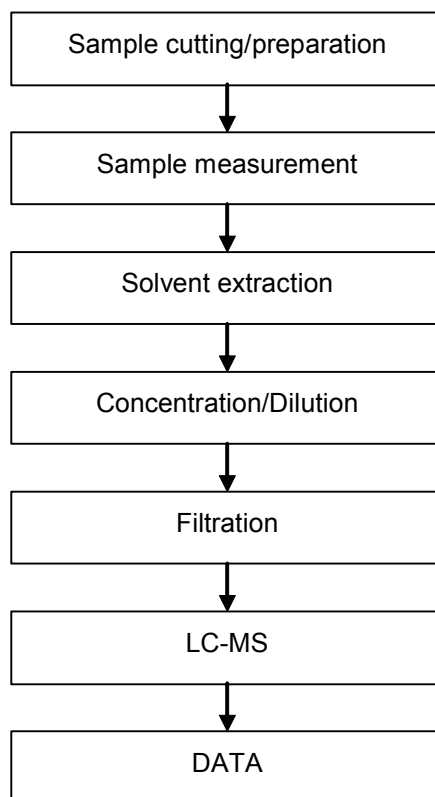 Sample cutting/preparation
Sample measurement
Solvent extraction
Concentration/Dilution
Filtration
LC-MS
DATA